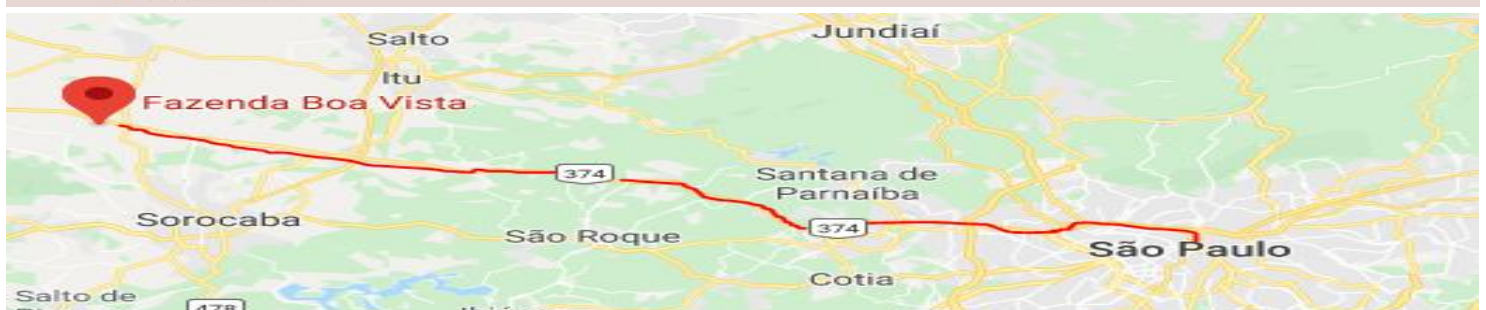 Salto
Jundiaí
Itu
Fazenda Boa Vista
374
Santana de
Parnaíba
Sorocaba
374
São Roque
São Paulo
Cotia
Salto de
478